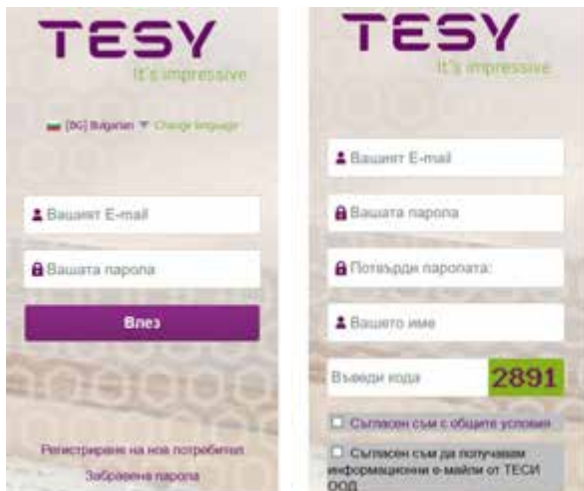 TESY
It's impressive
[BG] Bulgarian Change language
Вашият E-mail
Вашата парола
Влез
Регистриране на нов потребител
Забравена парола
TESY
It's impressive
Вашият E-mail
Вашата парола
Потвърди паролата:
Вашето име
Въведи кода 2891
Съгласен съм с общите условия
Съгласен съм да получавам
информационни е-майли от ТЕСИ
ООД